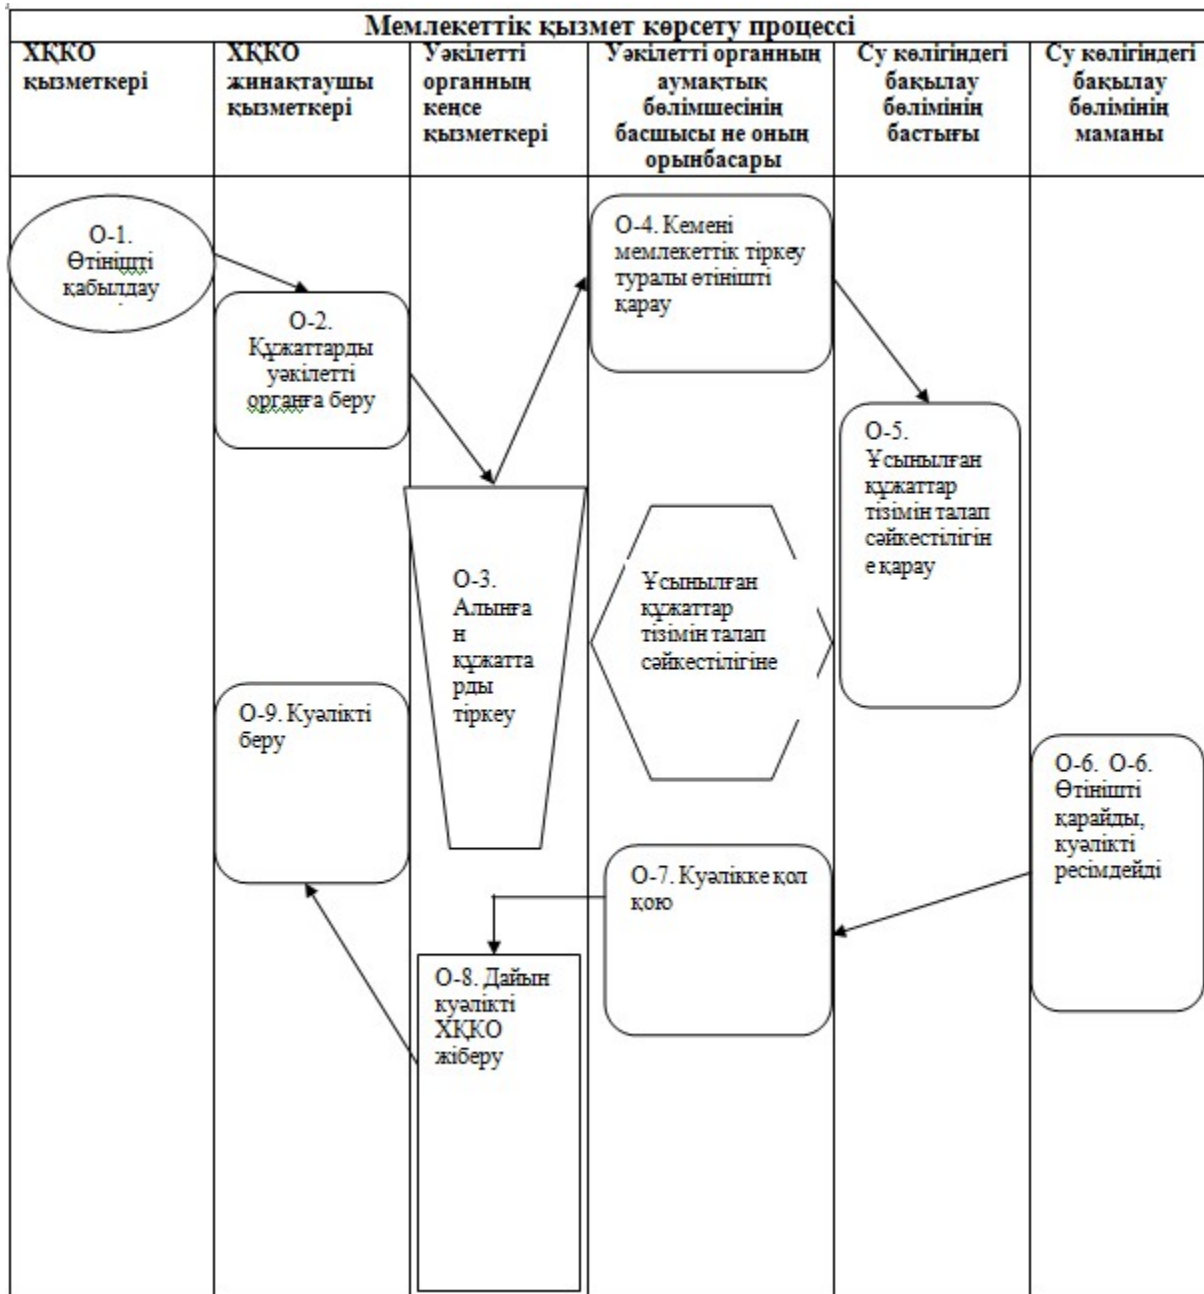 Мемлекеттік қызмет көрсету процессі
ХҚКО
қызметкері
ХҚКО
жинақтаушы
қызметкері
Уәкілетті
органның
кеңсе
қызметкері
Уәкілетті органның
аумақтық
бөлімшесінің
басшысы не оның
орынбасары
Су көлігіндегі
бақылау
бөлімінің
бастығы
Су көлігіндегі
бақылау
бөлімінің
маманы
О-1.
Өтінішті
қабылдау
О-2.
Құжаттарды
уәкілетті
органға беру
О-3.
Алынға
н
құжатта
рды
тіркеу
О-4. Кемені
мемлекеттік тіркеу
туралы өтінішті
қарау
О-5.
Ұсынылған
құжаттар
тізімін талап
сәйкестілігін
е қарау
Ұсынылған
құжаттар
тізімін талап
сәйкестілігіне
О-6. О-6.
Өтінішті
қарайды,
куәлікті
ресімдейді
О-7. Куәлікке қол
қою
О-8. Дайын
куәлікті
ХҚКО
жіберу
О-9. Куәлікті
беру